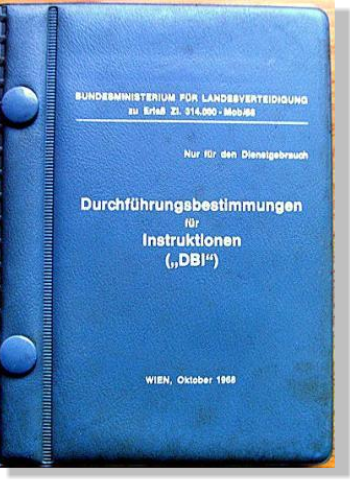 BUNDESMINISTERIUM FÜR LANDESVERTEIDIGUNG
zu Erlaß Zl. 314.000 - Mob/68
Nur für den Dienstgebrauch
Durchführungsbestimmungen
für
Instruktionen
(„DBI“)
WIEN, Oktober 1968